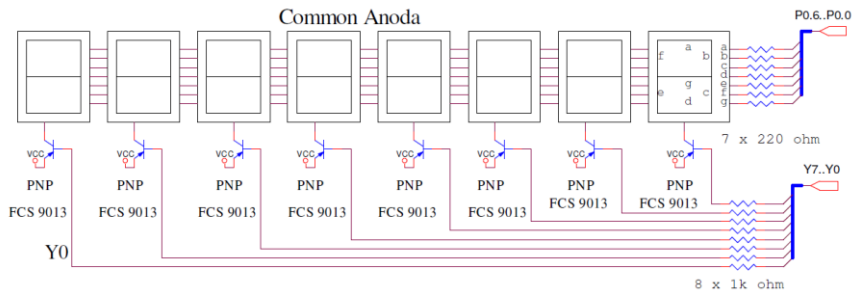 Common Anoda
P0.6..P0.0
a
f b
g
e c
d
a
b
c
d
e
f
g
7 x 220 ohm
VCC VCC VCC VCC VCC VCC VCC VCC
Y7..Y0
PNP PNP PNP PNP PNP PNP PNP PNP
FCS 9013 FCS 9013 FCS 9013 FCS 9013 FCS 9013 FCS 9013 FCS 9013 FCS 9013
Y0
8 x 1k ohm